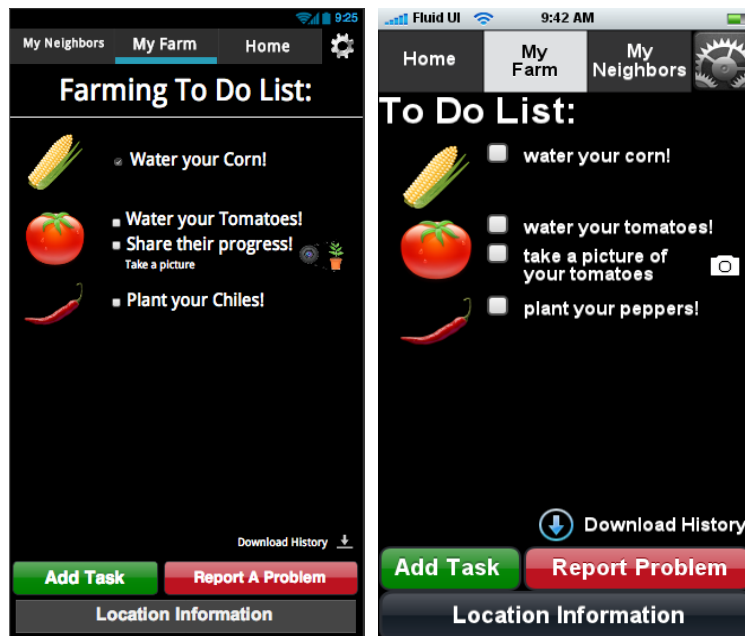 9:25
My Neighbors My Farm Home
Farming To Do List:
Water your Corn!
Water your Tomatoes!
Share their progress!
Take a picture
Plant your Chiles!
Download History
Add Task Report A Problem
Location Information
Fluid UI 9:42 AM
Home My Farm My Neighbors
To Do List:
water your corn!
water your tomatoes!
take a picture of
your tomatoes
plant your peppers!
Download History
Add Task Report Problem
Location Information